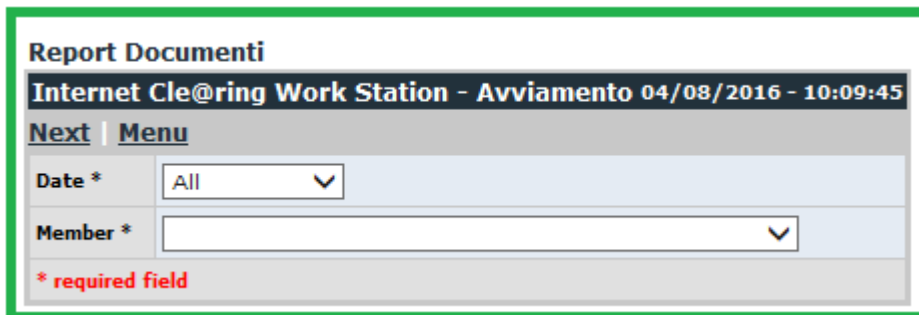 Report Documenti
Internet Cle@ring Work Station - Avviamento 04/08/2016 - 10:09:45
Next | Menu
Date * All
Member *
* required field